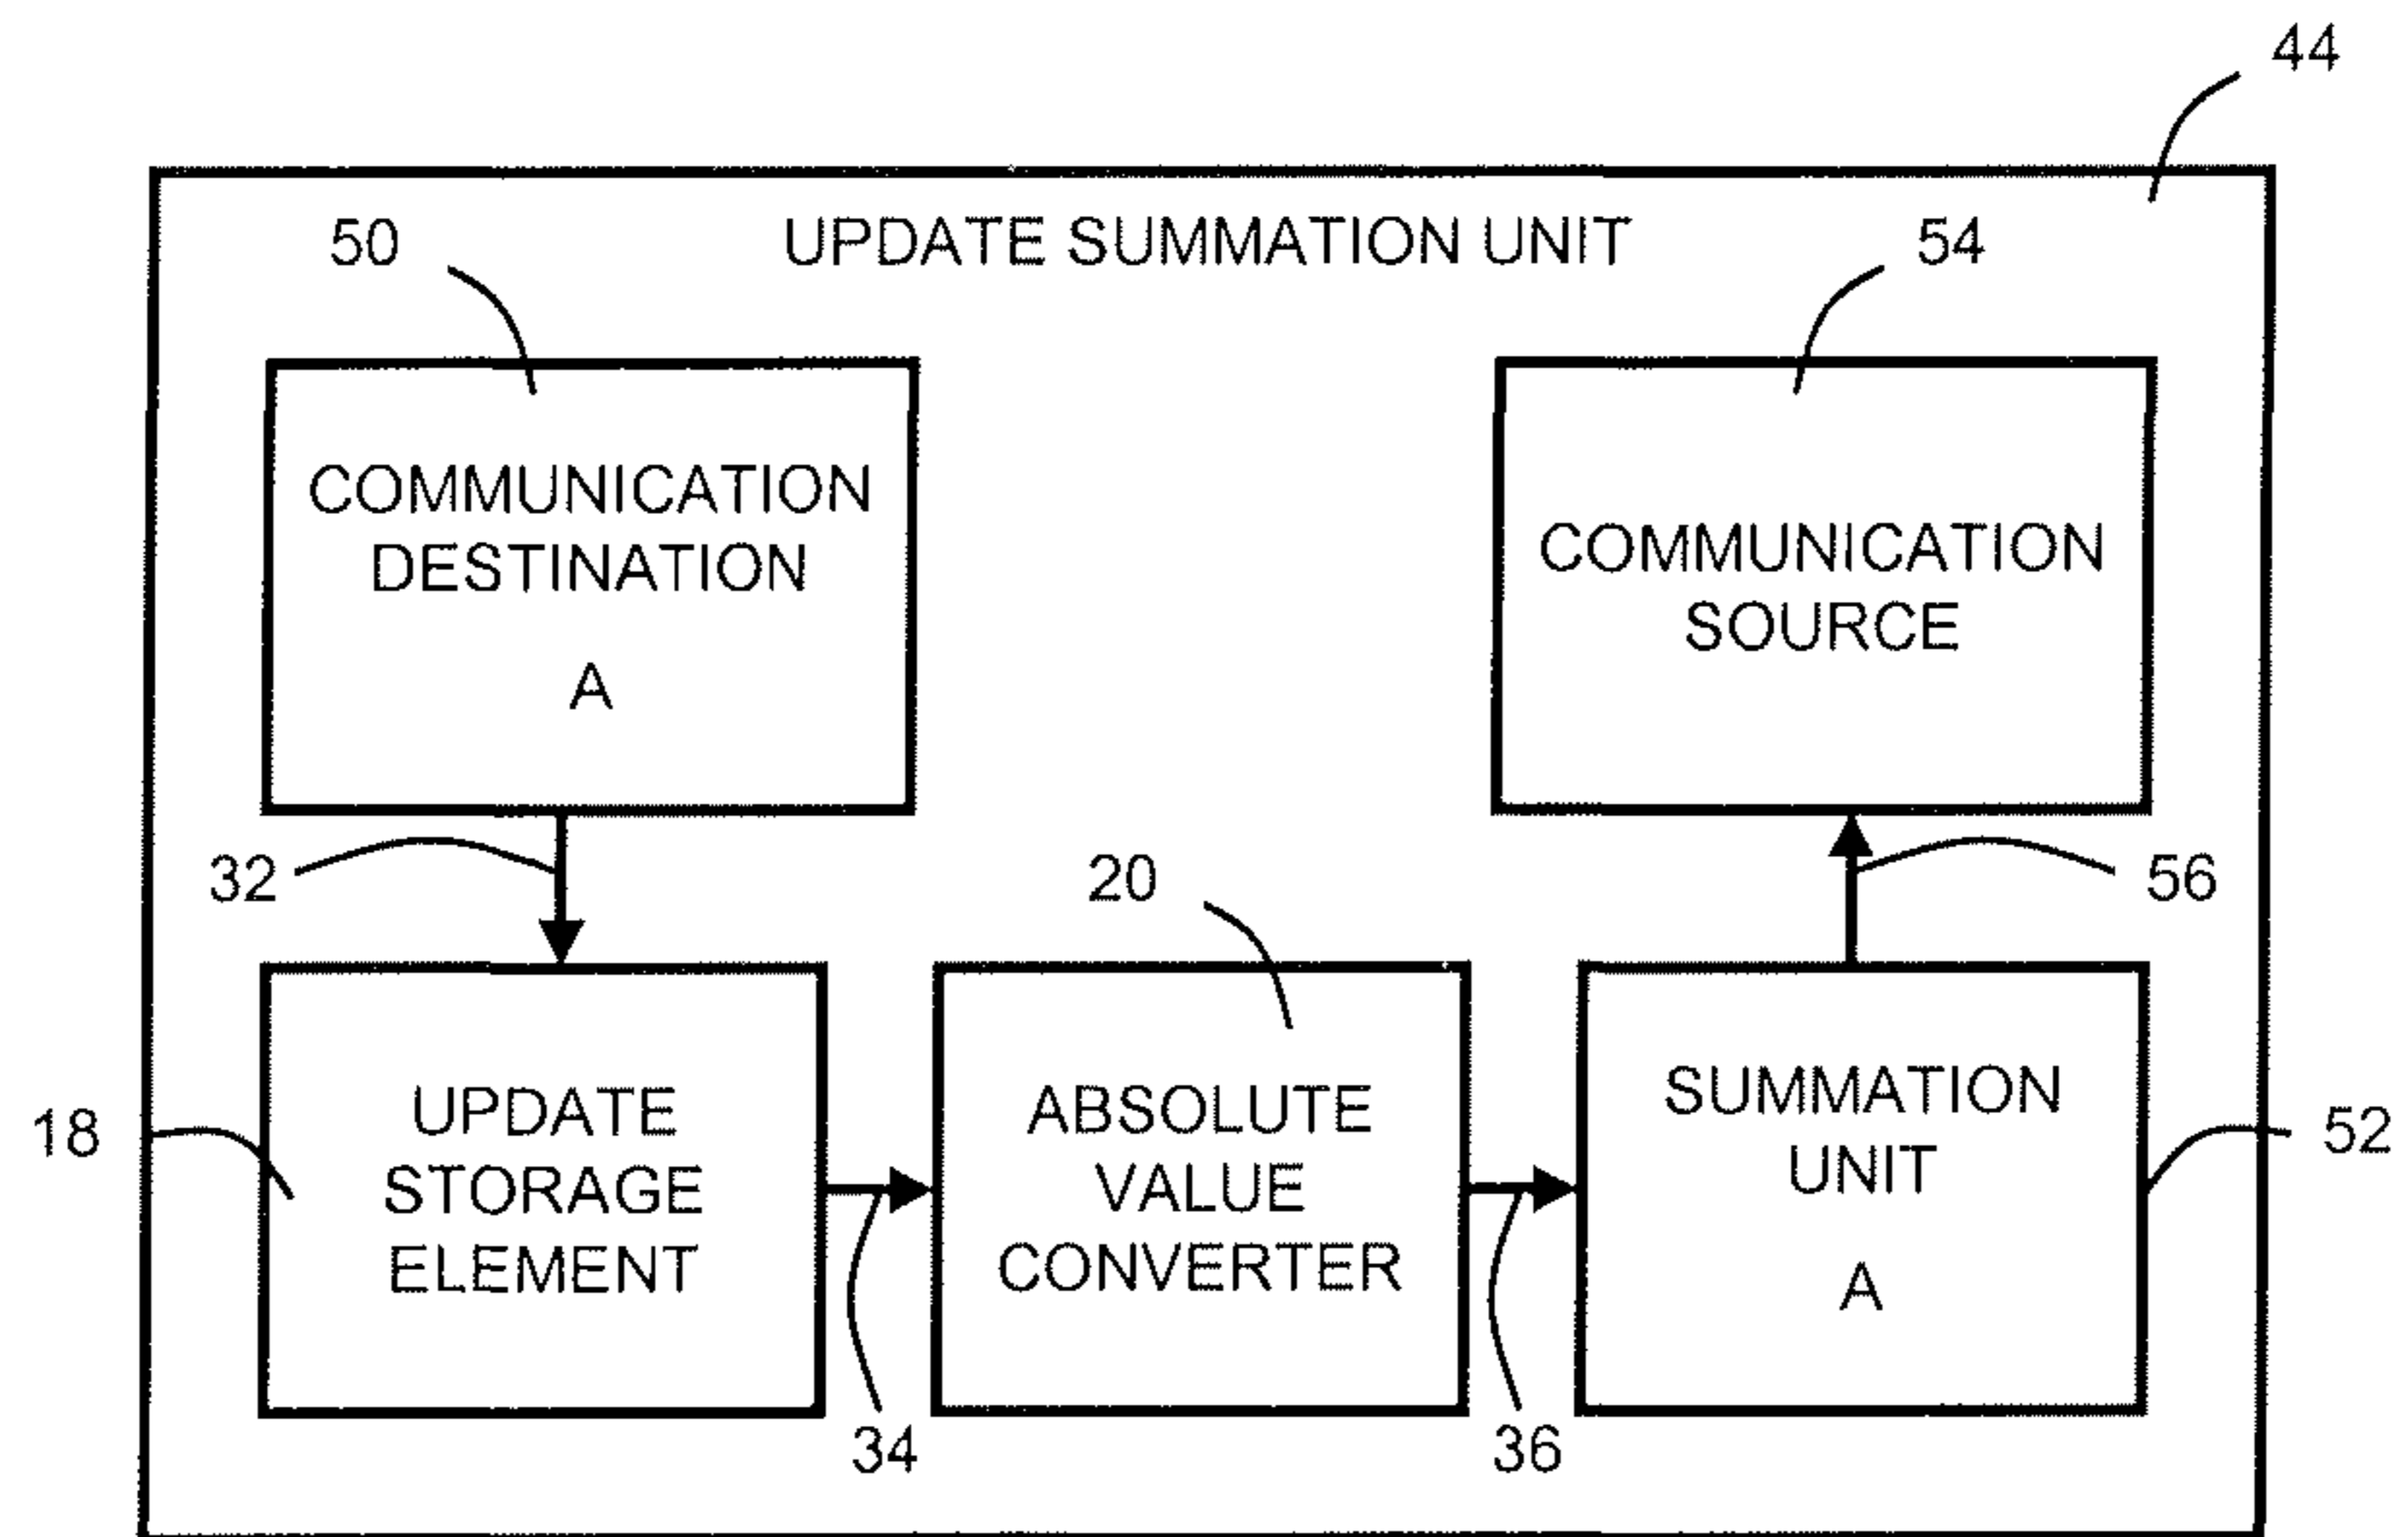 44
UPDATE SUMMATION UNIT
50
54
COMMUNICATION
DESTINATION
A
COMMUNICATION
SOURCE
32
20
56
18
UPDATE
STORAGE
ELEMENT
ABSOLUTE
VALUE
CONVERTER
SUMMATION
UNIT
A
52
34
36